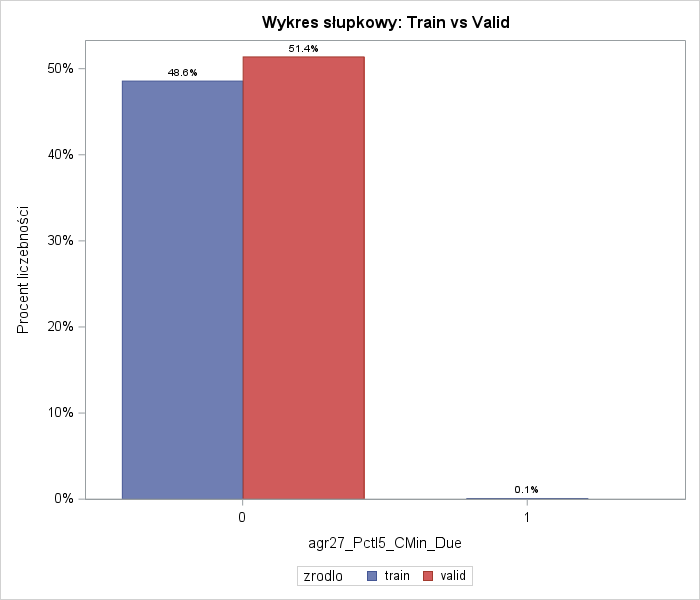 Wykres słupkowy: Train vs Valid
48.6%
51.4%
0.1%
50%
40%
30%
20%
10%
0%
Procent liczebności
0
1
agr27_Pctl5_CMin_Due
zrodlo train valid